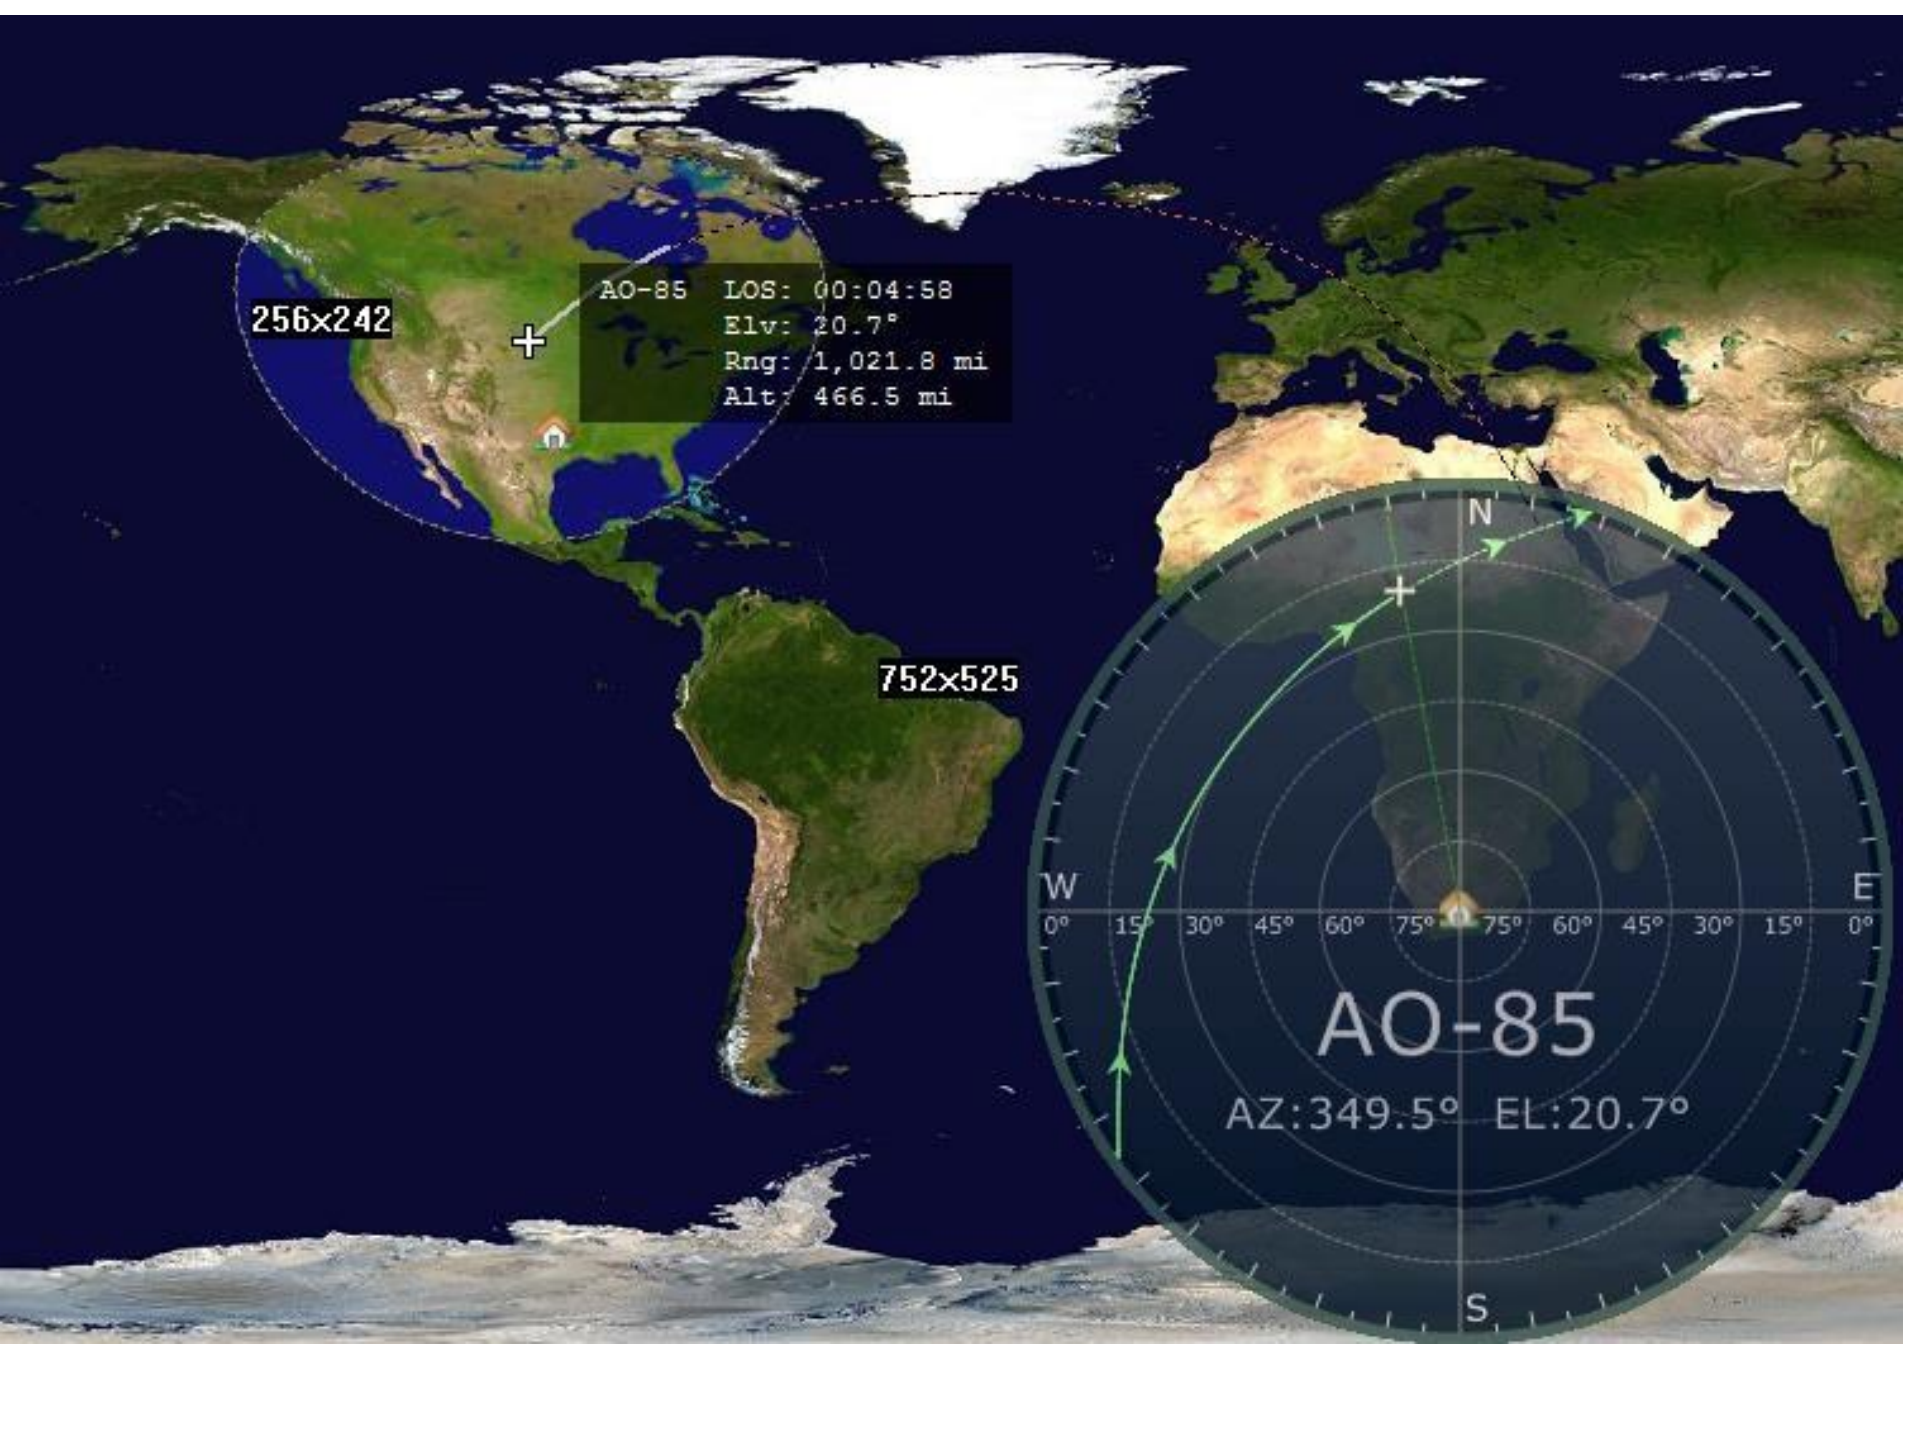 AO-85 LOS: 00:04:58
Elv: 20.7°
Rng: 1,021.8 mi
Alt: 466.5 mi
256x242
752x525
N
W E
0° 15° 30° 45° 60° 75° 75° 60° 45° 30° 15° 0°
AO-85
AZ:349.5° EL:20.7°
S